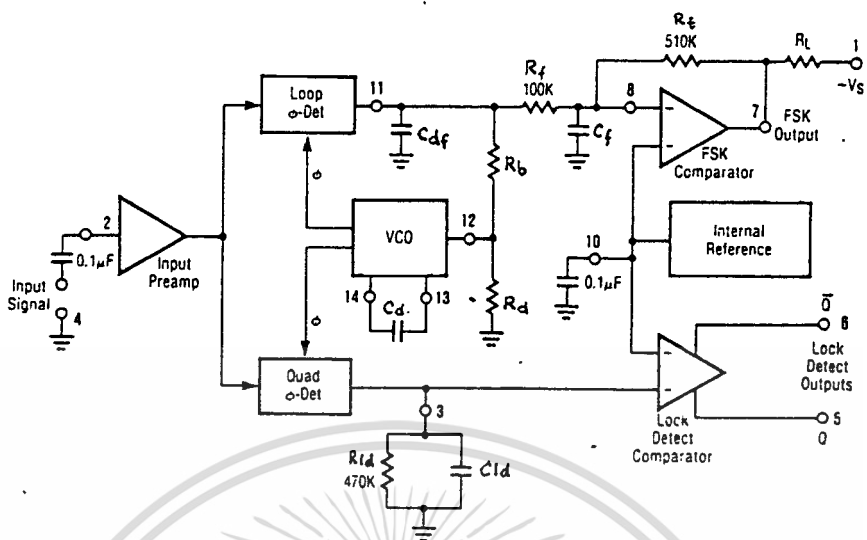 Rt
510K
RL
1
-Vs
Loop
ϕ-Det
11
Rf
100K
8
7
FSK
Output
Cdf
Cf
FSK
Comparator
Rb
ϕ
2
0.1µF
Input
Preamp
Input
Signal
4
VCO
12
14
13
Cd.
Rd
10
0.1µF
Internal
Reference
ϕ
Quad
ϕ-Det
Q̅
6
Lock
Detect
Outputs
5
Q
Lock
Detect
Comparator
3
Rld
470K
Cld